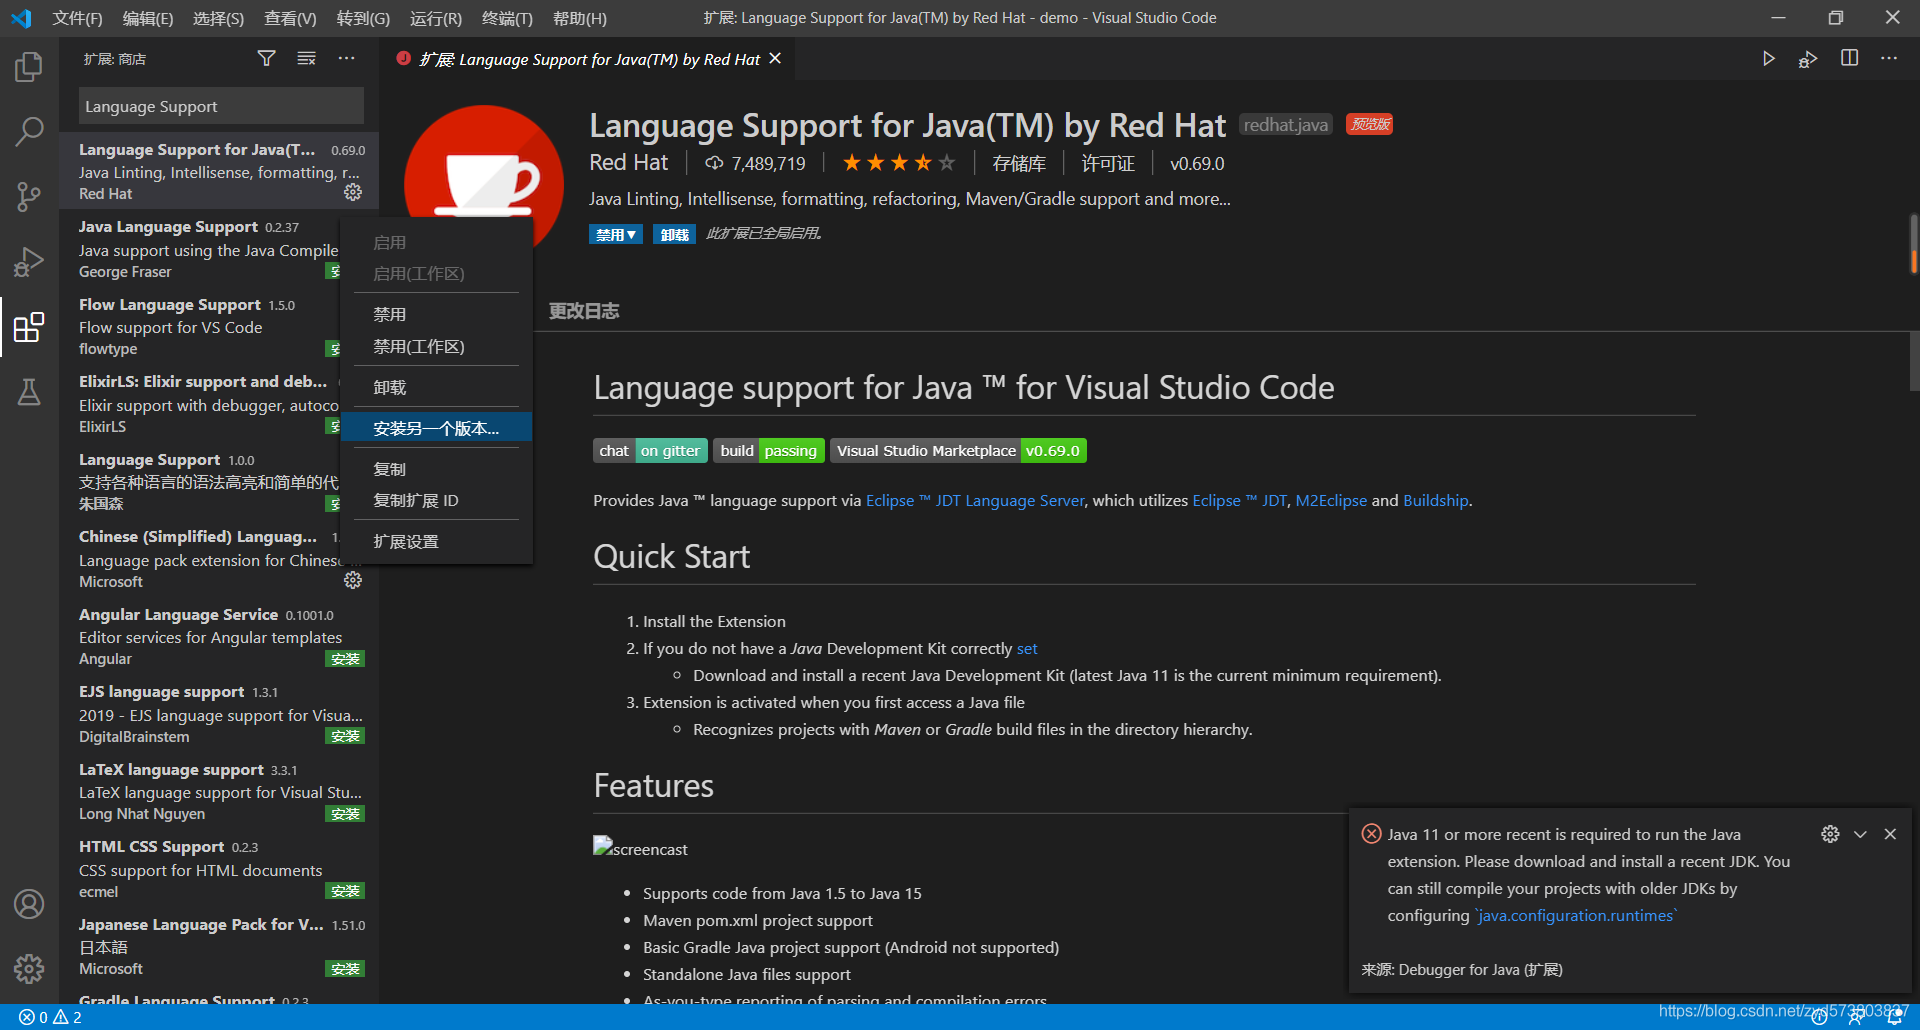 文件(F) 编辑(E) 选择(S) 查看(V) 转到(G) 运行(R) 终端(T) 帮助(H) 扩展: Language Support for Java(TM) by Red Hat - demo - Visual Studio Code
扩展: 商店
Language Support
Language Support for Java(T... 0.69.0
Java Linting, Intellisense, formatting, r...
Red Hat
Java Language Support 0.2.37
Java support using the Java Compile
George Fraser
Flow Language Support 1.5.0
Flow support for VS Code
flowtype
ElixirLS: Elixir support and deb...
Elixir support with debugger, autoco
ElixirLS
Language Support 1.0.0
支持各种语言的语法高亮和简单的代
朱国森
Chinese (Simplified) Languag... 1.
Language pack extension for Chinese ...
Microsoft
Angular Language Service 0.1001.0
Editor services for Angular templates
Angular 安装
EJS language support 1.3.1
2019 - EJS language support for Visua...
DigitalBrainstem 安装
LaTeX language support 3.3.1
LaTeX language support for Visual Stu...
Long Nhat Nguyen 安装
HTML CSS Support 0.2.3
CSS support for HTML documents
ecmel 安装
Japanese Language Pack for V... 1.51.0
日本語
Microsoft 安装
Gradle Language Support 0.2.3
启用
启用(工作区)
禁用
禁用(工作区)
卸载
安装另一个版本...
复制
复制扩展 ID
扩展设置
扩展: Language Support for Java(TM) by Red Hat
Language Support for Java(TM) by Red Hat redhat.java 预览版
Red Hat 7,489,719 存储库 许可证 v0.69.0
Java Linting, Intellisense, formatting, refactoring, Maven/Gradle support and more...
禁用▼ 卸载 此扩展已全局启用。
更改日志
Language support for Java ™ for Visual Studio Code
chat on gitter build passing Visual Studio Marketplace v0.69.0
Provides Java ™ language support via Eclipse ™ JDT Language Server, which utilizes Eclipse ™ JDT, M2Eclipse and Buildship.
Quick Start
1. Install the Extension
2. If you do not have a Java Development Kit correctly set
Download and install a recent Java Development Kit (latest Java 11 is the current minimum requirement).
3. Extension is activated when you first access a Java file
Recognizes projects with Maven or Gradle build files in the directory hierarchy.
Features
screencast
Supports code from Java 1.5 to Java 15
Maven pom.xml project support
Basic Gradle Java project support (Android not supported)
Standalone Java files support
As-you-type reporting of parsing and compilation errors
Java 11 or more recent is required to run the Java
extension. Please download and install a recent JDK. You
can still compile your projects with older JDKs by
configuring `java.configuration.runtimes`
来源: Debugger for Java (扩展)
0 2